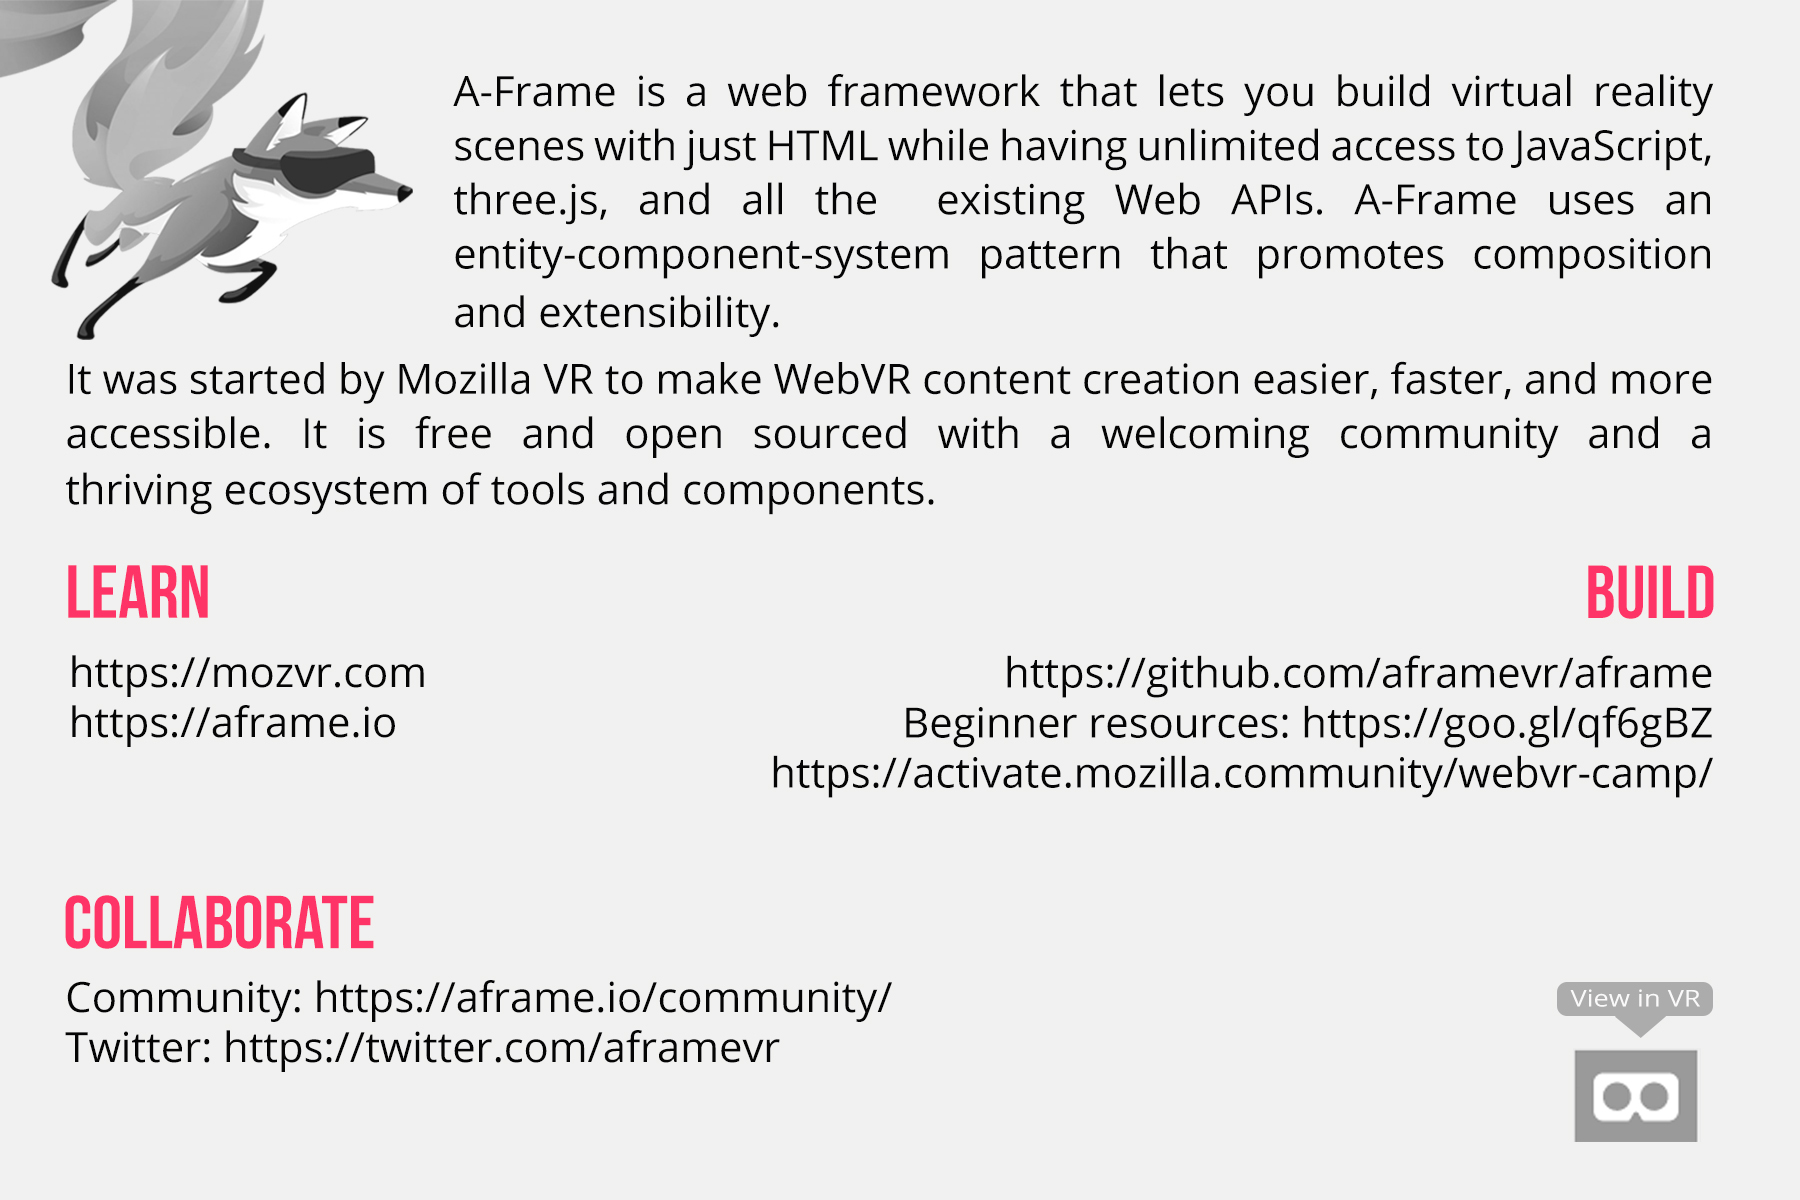 A-Frame is a web framework that lets you build virtual reality
scenes with just HTML while having unlimited access to JavaScript,
three.js, and all the existing Web APIs. A-Frame uses an
entity-component-system pattern that promotes composition
and extensibility.
It was started by Mozilla VR to make WebVR content creation easier, faster, and more
accessible. It is free and open sourced with a welcoming community and a
thriving ecosystem of tools and components.
LEARN
https://mozvr.com
https://aframe.io
BUILD
https://github.com/aframevr/aframe
Beginner resources: https://goo.gl/qf6gBZ
https://activate.mozilla.community/webvr-camp/
COLLABORATE
Community: https://aframe.io/community/
Twitter: https://twitter.com/aframevr
View in VR